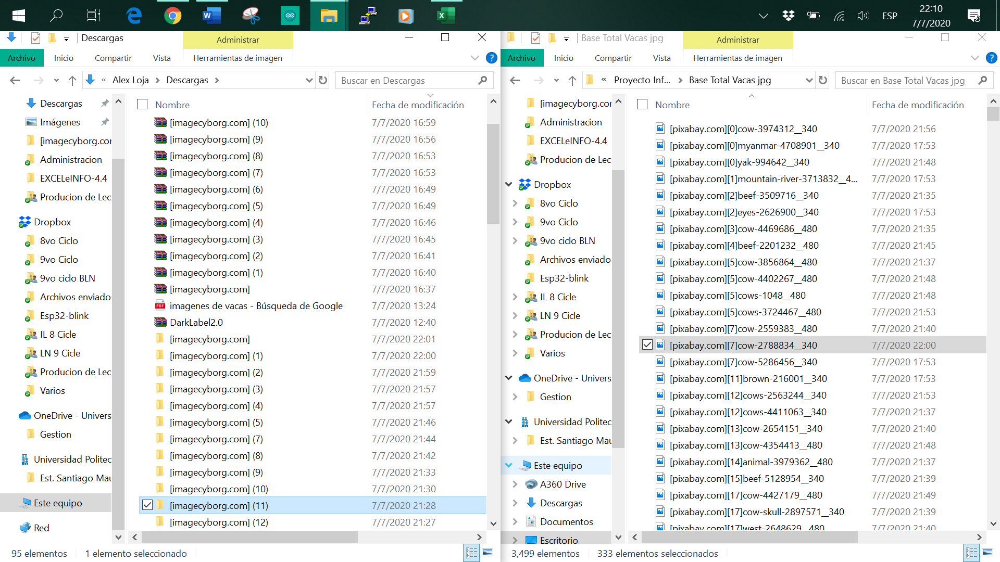 ESP
22:10
7/7/2020
Descargas
Administrar
Archivo
Inicio
Compartir
Vista
Herramientas de imagen
« Alex Loja > Descargas >
Buscar en Descargas
Descargas
Imágenes
[imagecyborg.cor
Administracion
EXCELeINFO-4.4
Producion de Lec
Dropbox
8vo Ciclo
9vo Ciclo
9vo ciclo BLN
Archivos enviado
Esp32-blink
IL 8 Cicle
LN 9 Cicle
Producion de Lec
Varios
OneDrive - Univers
Gestion
Universidad Politec
Est. Santiago Mau
Este equipo
Red
Nombre Fecha de modificación
[imagecyborg.com] (10) 7/7/2020 16:59
[imagecyborg.com] (9) 7/7/2020 16:56
[imagecyborg.com] (8) 7/7/2020 16:53
[imagecyborg.com] (7) 7/7/2020 16:53
[imagecyborg.com] (6) 7/7/2020 16:49
[imagecyborg.com] (5) 7/7/2020 16:49
[imagecyborg.com] (4) 7/7/2020 16:46
[imagecyborg.com] (3) 7/7/2020 16:45
[imagecyborg.com] (2) 7/7/2020 16:41
[imagecyborg.com] (1) 7/7/2020 16:40
[imagecyborg.com] 7/7/2020 16:37
PDF imagenes de vacas - Búsqueda de Google 7/7/2020 13:24
DarkLabel2.0 7/7/2020 12:40
[imagecyborg.com] 7/7/2020 22:01
[imagecyborg.com] (1) 7/7/2020 22:00
[imagecyborg.com] (2) 7/7/2020 21:59
[imagecyborg.com] (3) 7/7/2020 21:57
[imagecyborg.com] (4) 7/7/2020 21:57
[imagecyborg.com] (5) 7/7/2020 21:46
[imagecyborg.com] (7) 7/7/2020 21:44
[imagecyborg.com] (8) 7/7/2020 21:42
[imagecyborg.com] (9) 7/7/2020 21:33
[imagecyborg.com] (10) 7/7/2020 21:30
[imagecyborg.com] (11) 7/7/2020 21:28
[imagecyborg.com] (12) 7/7/2020 21:27
95 elementos 1 elemento seleccionado
Base Total Vacas jpg
Administrar
Archivo
Inicio
Compartir
Vista
Herramientas de imagen
« Proyecto Inf... > Base Total Vacas jpg
Buscar en Base Total Vacas jpg
[imagecyborg.cor
Administracion
EXCELeINFO-4.4
Producion de Lec
Dropbox
8vo Ciclo
9vo Ciclo
9vo ciclo BLN
Archivos enviado
Esp32-blink
IL 8 Cicle
LN 9 Cicle
Producion de Lec
Varios
OneDrive - Univers
Gestion
Universidad Politec
Est. Santiago Mau
Este equipo
A360 Drive
Descargas
Documentos
Escritorio
Nombre Fecha de modificación
[pixabay.com][0]cow-3974312__340 7/7/2020 21:56
[pixabay.com][0]myanmar-4708901__340 7/7/2020 17:53
[pixabay.com][0]yak-994642__340 7/7/2020 21:48
[pixabay.com][1]mountain-river-3713832__4... 7/7/2020 17:53
[pixabay.com][2]beef-3509716__340 7/7/2020 21:35
[pixabay.com][2]eyes-2626900__340 7/7/2020 17:53
[pixabay.com][3]cow-4469686__480 7/7/2020 21:35
[pixabay.com][4]beef-2201232__480 7/7/2020 21:45
[pixabay.com][5]cow-3856864__480 7/7/2020 21:37
[pixabay.com][5]cow-4402267__480 7/7/2020 21:48
[pixabay.com][5]cows-1048__480 7/7/2020 21:48
[pixabay.com][5]cows-3724467__480 7/7/2020 21:53
[pixabay.com][7]cow-2559383__480 7/7/2020 21:40
[pixabay.com][7]cow-2788834__340 7/7/2020 22:00
[pixabay.com][7]cow-5286456__340 7/7/2020 17:53
[pixabay.com][11]brown-216001__340 7/7/2020 17:53
[pixabay.com][12]cows-2563244__340 7/7/2020 21:53
[pixabay.com][12]cows-4411063__340 7/7/2020 21:37
[pixabay.com][13]cow-2654151__340 7/7/2020 21:40
[pixabay.com][13]cow-4354413__480 7/7/2020 21:48
[pixabay.com][14]animal-3979362__480 7/7/2020 21:37
[pixabay.com][15]beef-5128954__340 7/7/2020 21:39
[pixabay.com][17]cow-4427179__480 7/7/2020 21:49
[pixabay.com][17]cow-skull-2897571__340 7/7/2020 21:39
[pixabay.com][17]west-2648629__480 7/7/2020 21:40
3,499 elementos 333 elementos seleccionados